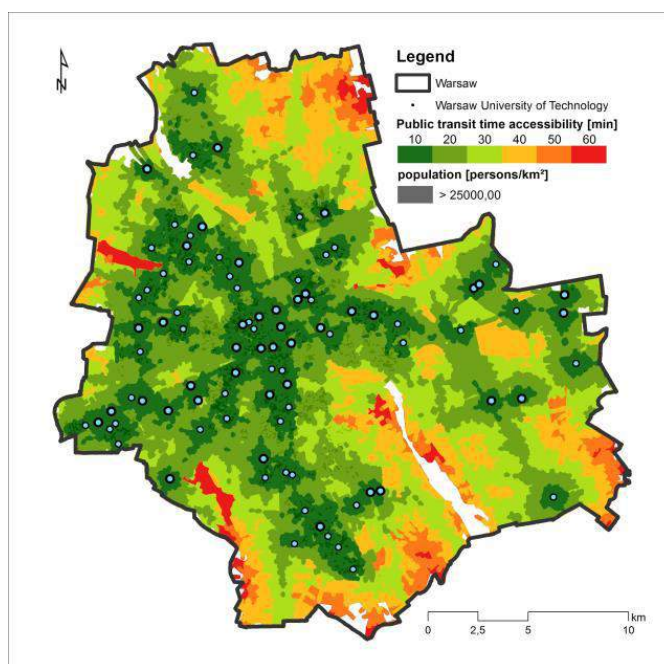 N
Legend
Warsaw
Warsaw University of Technology
Public transit time accessibility [min]
10 20 30 40 50 60
population [persons/km²]
> 25000,00
km
0 2,5 5 10